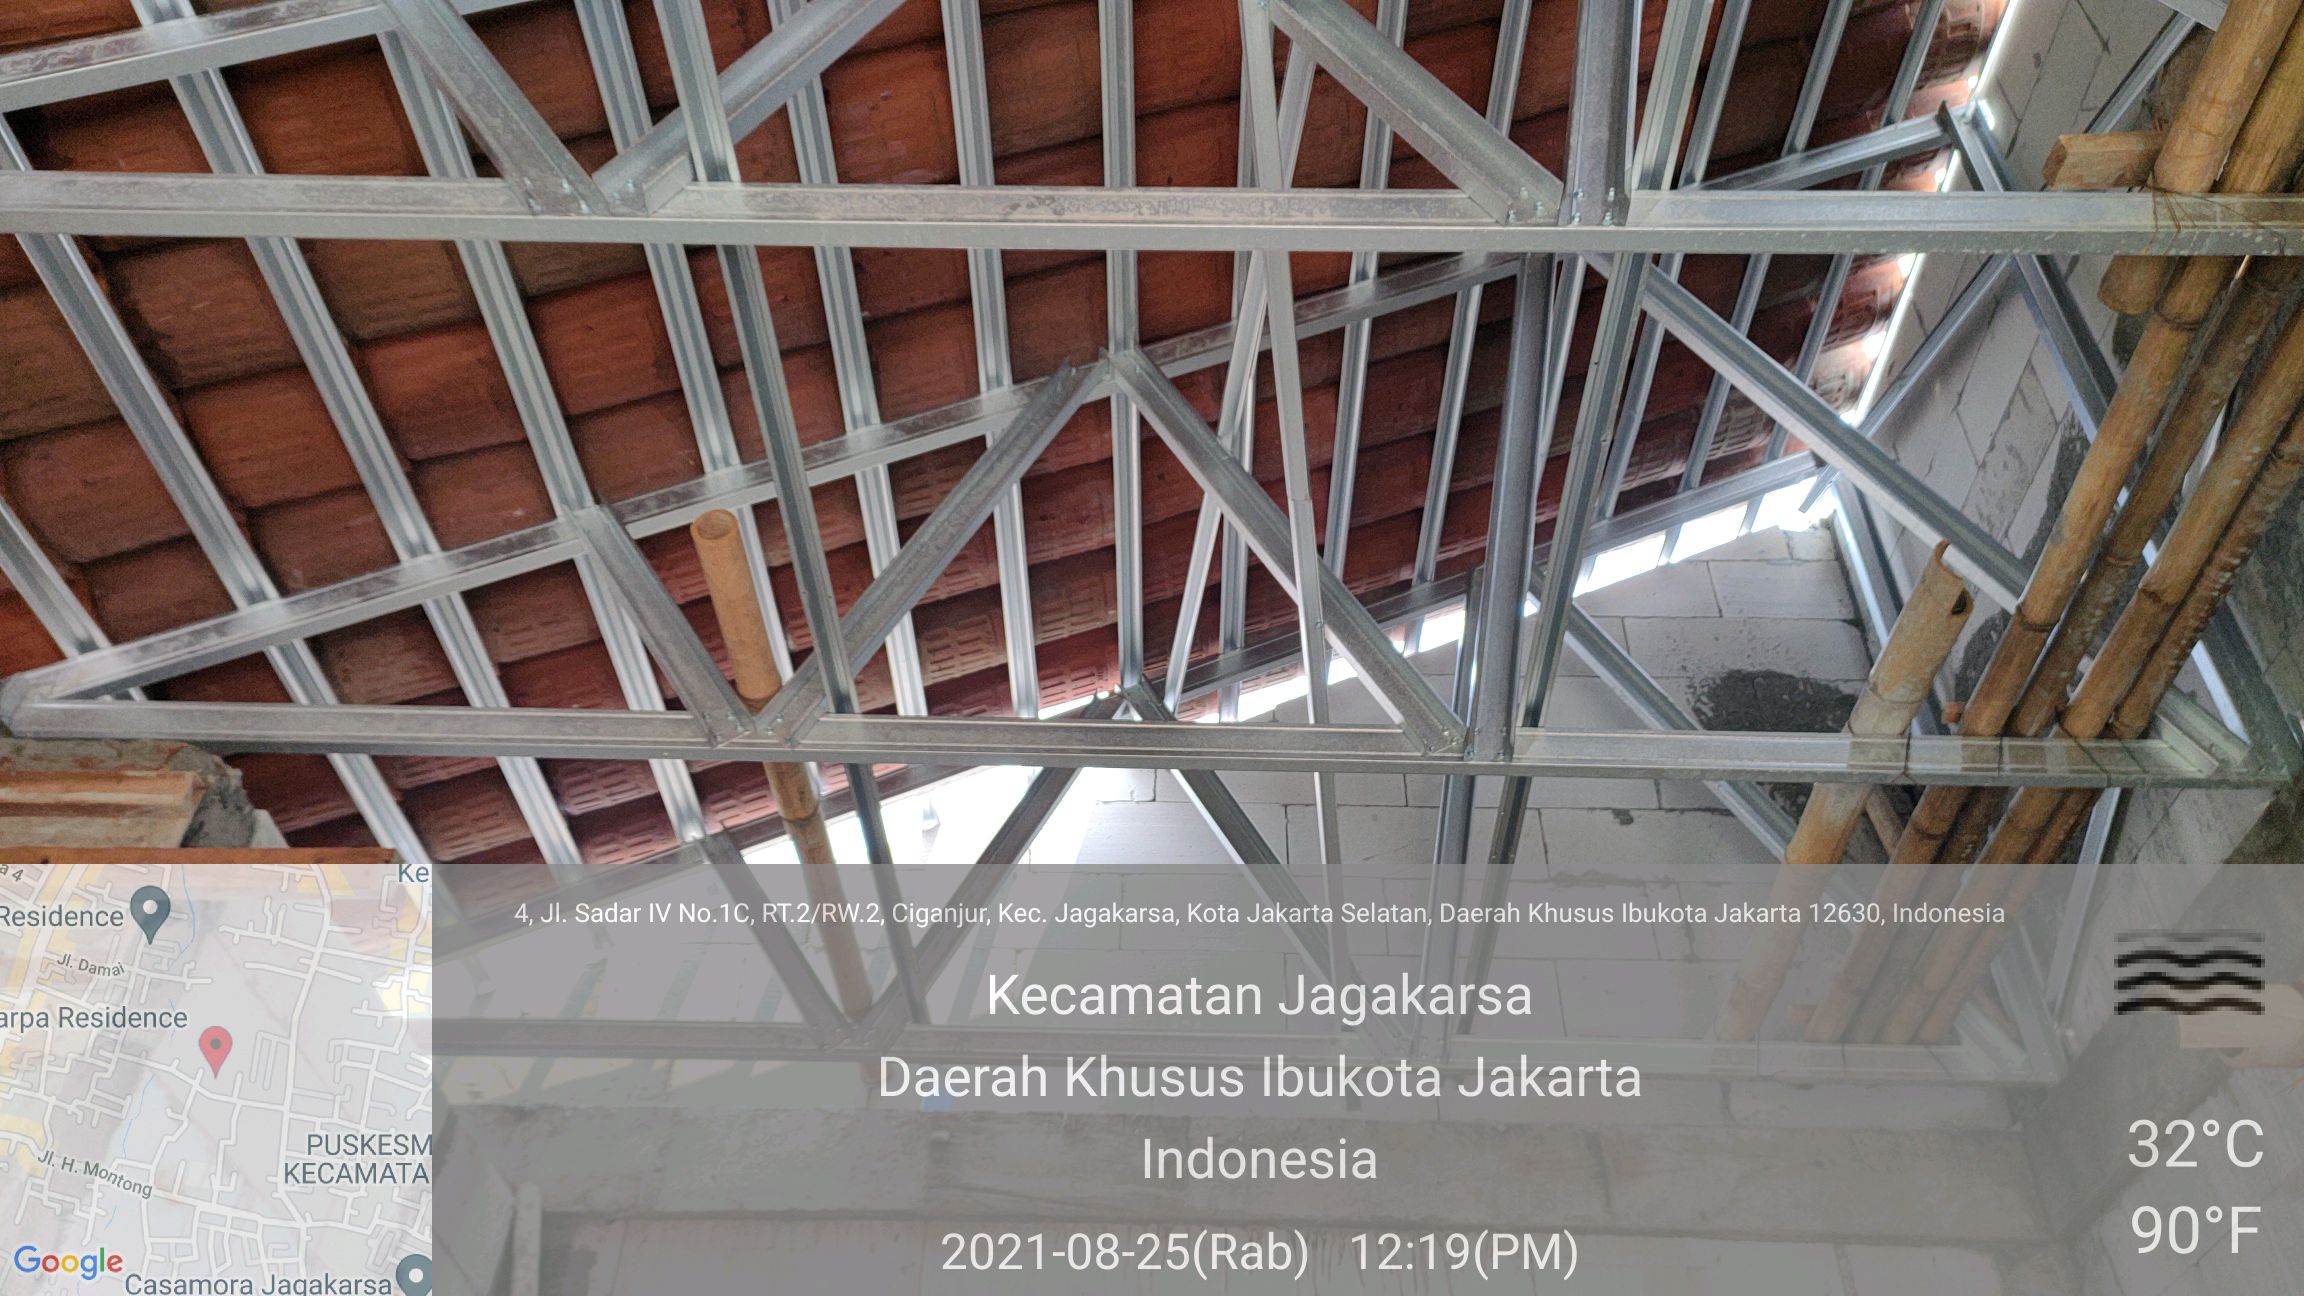 4, Jl. Sadar IV No.1C, RT.2/RW.2, Ciganjur, Kec. Jagakarsa, Kota Jakarta Selatan, Daerah Khusus Ibukota Jakarta 12630, Indonesia
Kecamatan Jagakarsa
Daerah Khusus Ibukota Jakarta
Indonesia
2021-08-25(Rab) 12:19(PM)
32°C
90°F
a 4
Ke
Residence
Jl. Damai
arpa Residence
PUSKESM
KECAMATA
Jl. H. Montong
Google
Casamora Jagakarsa